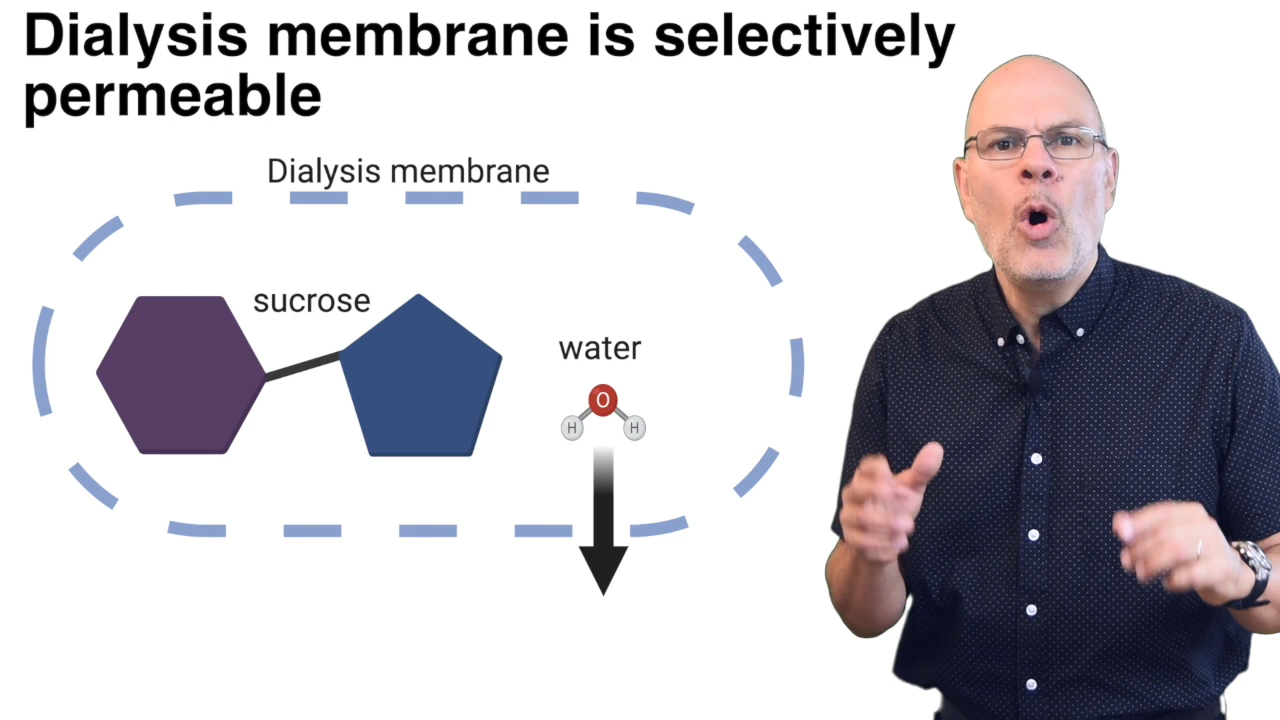 Dialysis membrane is selectively
permeable
Dialysis membrane
sucrose
water
O
H H